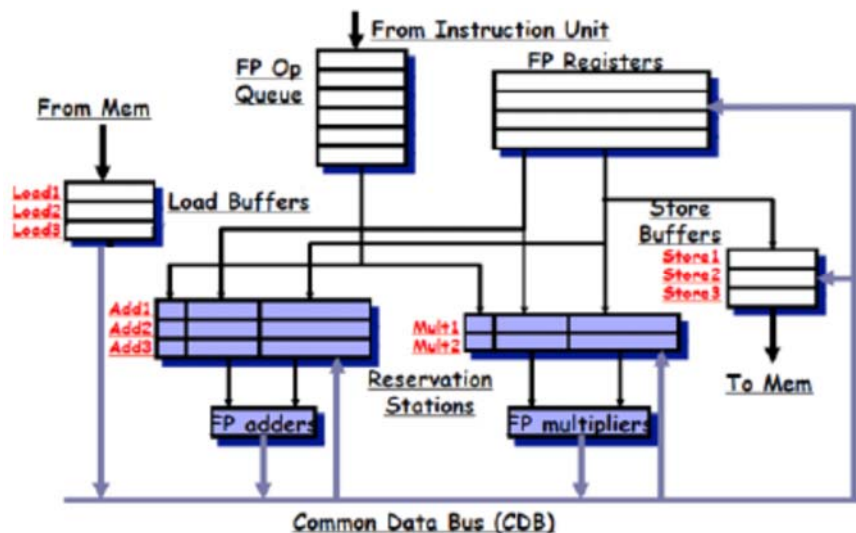 From Instruction Unit
FP Op
Queue
FP Registers
From Mem
Load1
Load2
Load3
Load Buffers
Store
Buffers
Store1
Store2
Store3
Add1
Add2
Add3
Mult1
Mult2
Reservation
Stations
To Mem
FP adders
FP multipliers
Common Data Bus (CDB)